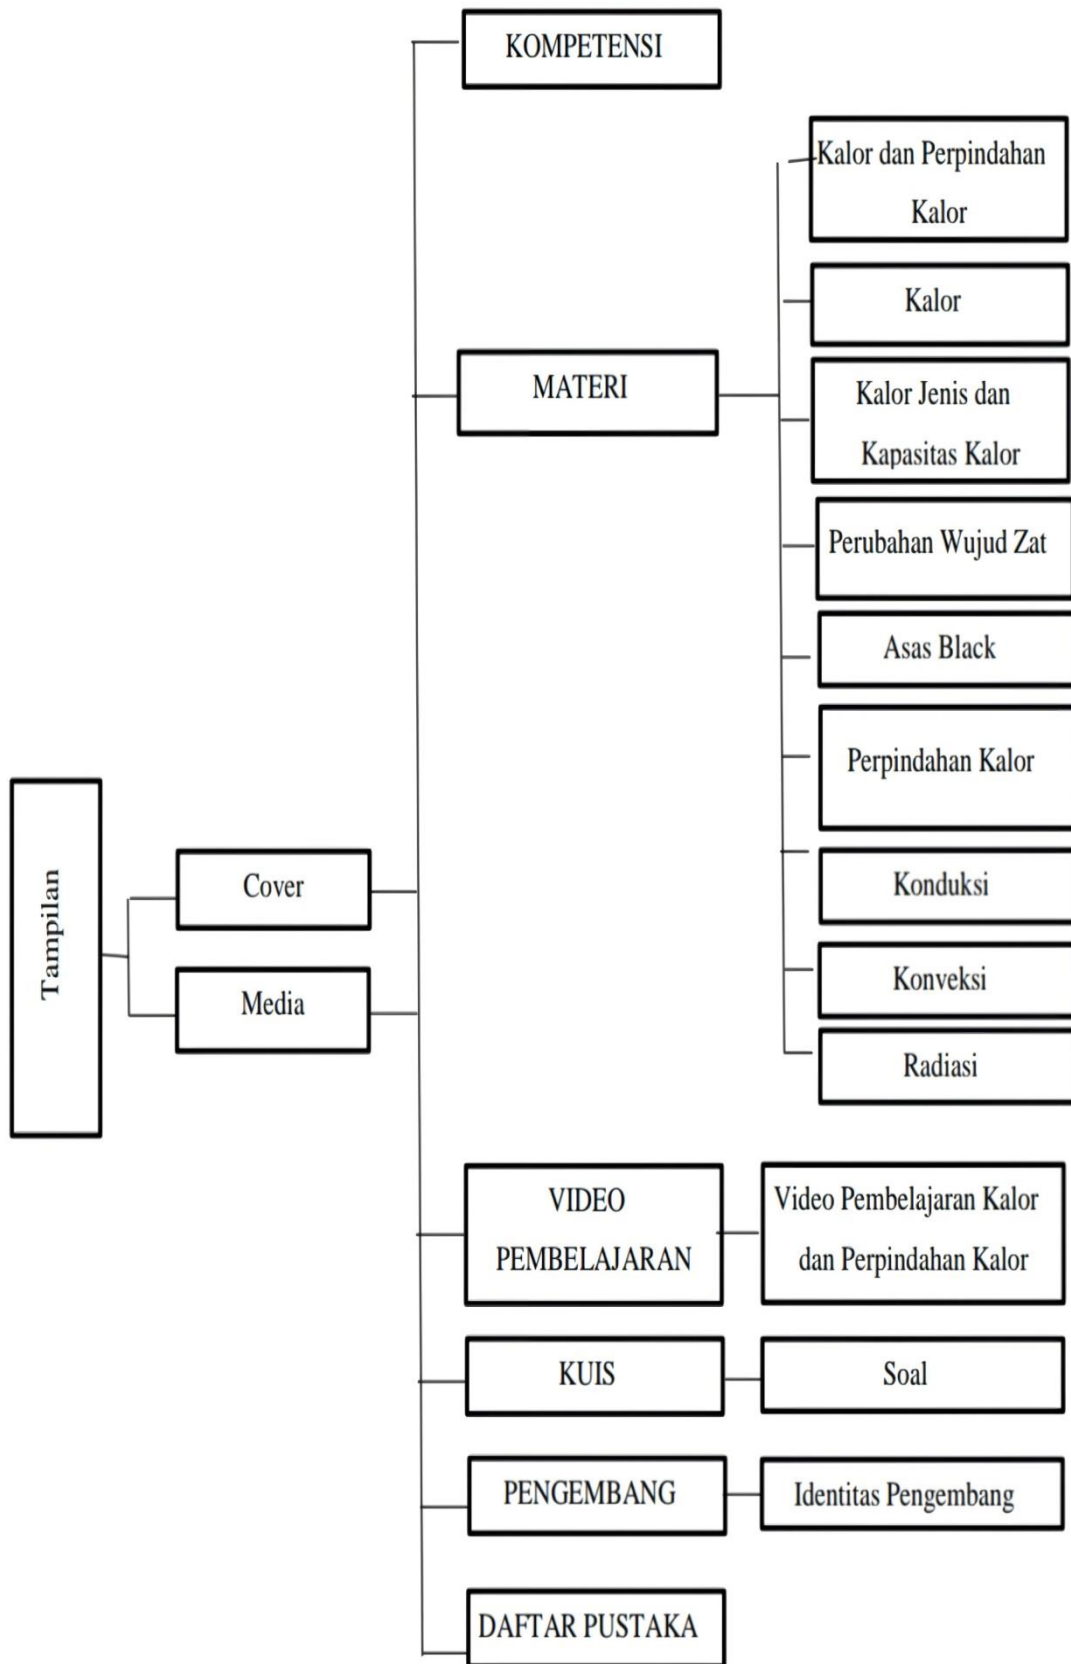 KOMPETENSI
Kalor dan Perpindahan
Kalor
Kalor
MATERI
Kalor Jenis dan
Kapasitas Kalor
Perubahan Wujud Zat
Asas Black
Perpindahan Kalor
Tampilan
Cover
Konduksi
Media
Konveksi
Radiasi
VIDEO
PEMBELAJARAN
Video Pembelajaran Kalor
dan Perpindahan Kalor
KUIS
Soal
PENGEMBANG
Identitas Pengembang
DAFTAR PUSTAKA